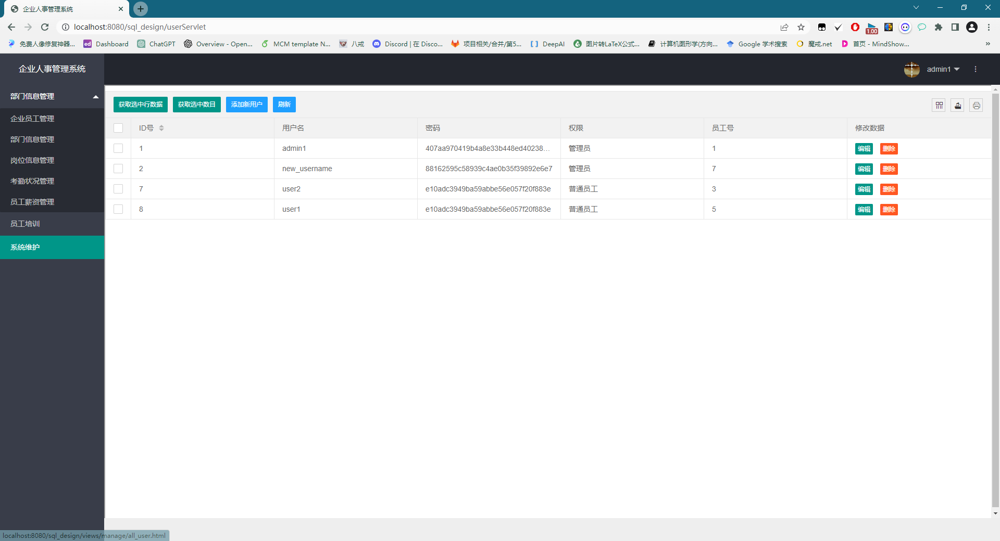 企业人事管理系统
localhost:8080/sql_design/userServlet
1.00
免费人像修复神器...
ed
Dashboard
ChatGPT
Overview - Open...
MCM template N...
八戒
Discord | 在 Disco...
项目相关/合并/第5...
DeepAI
图片转LaTeX公式...
计算机图形学(方向...
Google 学术搜索
魔戒.net
首页 - MindShow...
企业人事管理系统
admin1
部门信息管理
企业员工管理
部门信息管理
岗位信息管理
考勤状况管理
员工薪资管理
员工培训
系统维护
获取选中行数据 获取选中数目 添加新用户 刷新
ID号 用户名 密码 权限 员工号 修改数据
1 admin1 407aa970419b4a8e33b448ed40238... 管理员 1 编辑 删除
2 new_username 88162595c58939c4ae0b35f39892e6e7 管理员 7 编辑 删除
7 user2 e10adc3949ba59abbe56e057f20f883e 普通员工 3 编辑 删除
8 user1 e10adc3949ba59abbe56e057f20f883e 普通员工 5 编辑 删除
localhost:8080/sql_design/views/manage/all_user.html